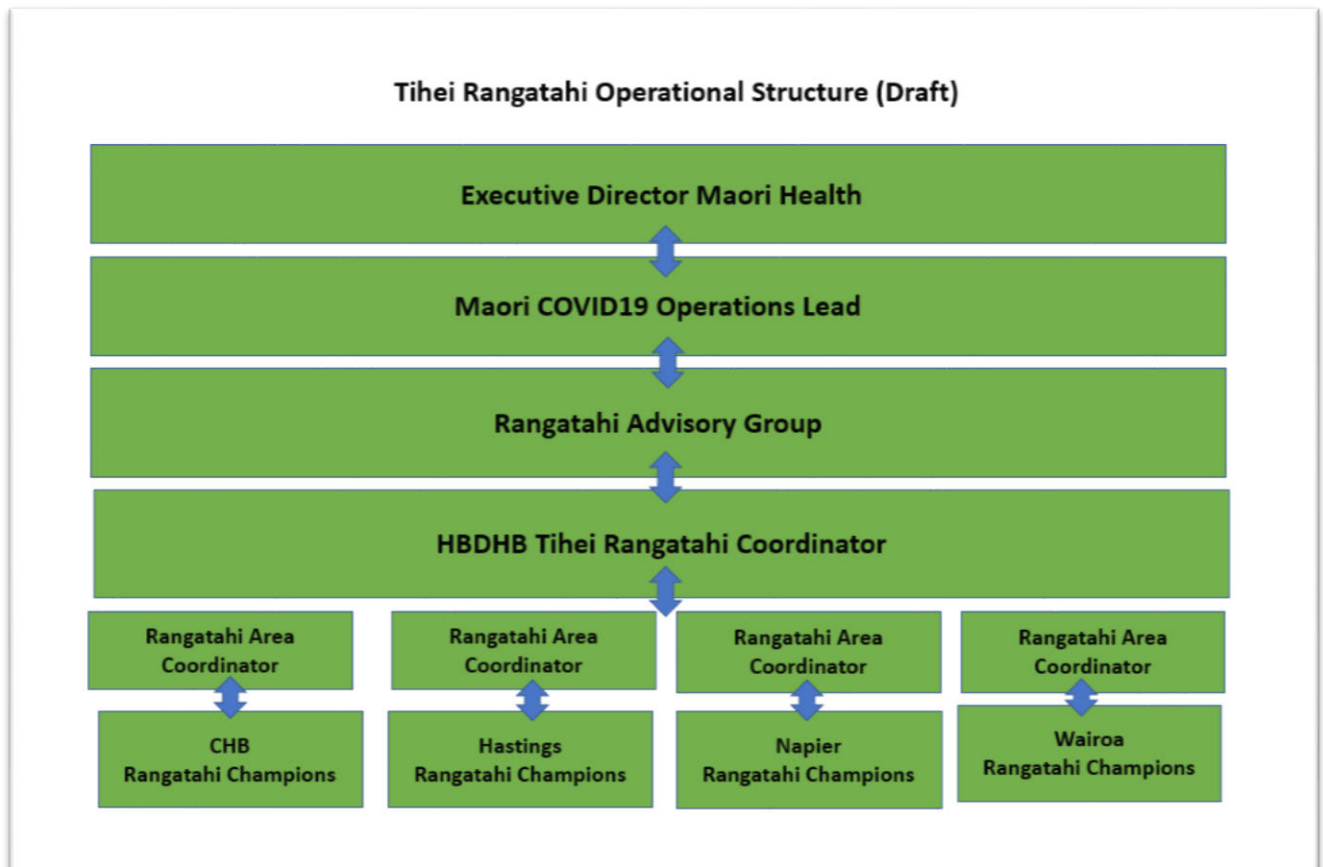 Tihei Rangatahi Operational Structure (Draft)
Executive Director Maori Health
Maori COVID19 Operations Lead
Rangatahi Advisory Group
HBDHB Tihei Rangatahi Coordinator
Rangatahi Area
Coordinator
Rangatahi Area
Coordinator
Rangatahi Area
Coordinator
Rangatahi Area
Coordinator
CHB
Rangatahi Champions
Hastings
Rangatahi Champions
Napier
Rangatahi Champions
Wairoa
Rangatahi Champions